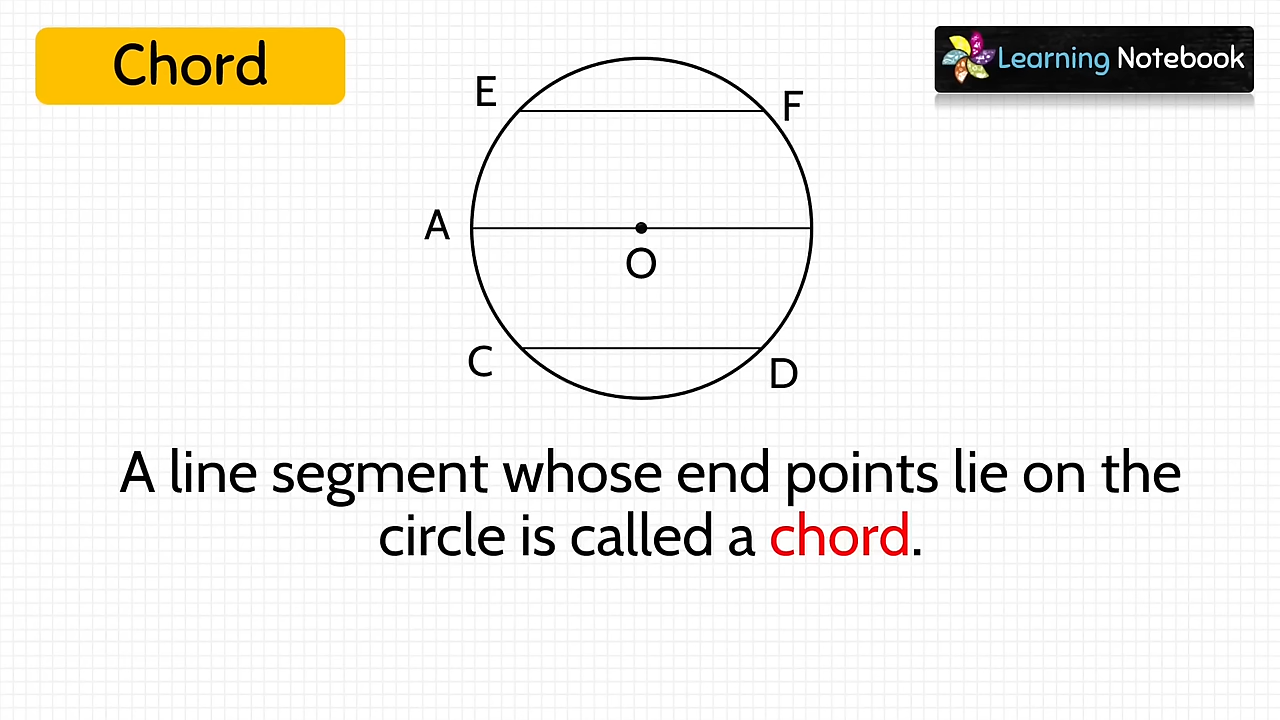 Chord
Learning Notebook
E
F
A
O
C
D
A line segment whose end points lie on the
circle is called a chord.